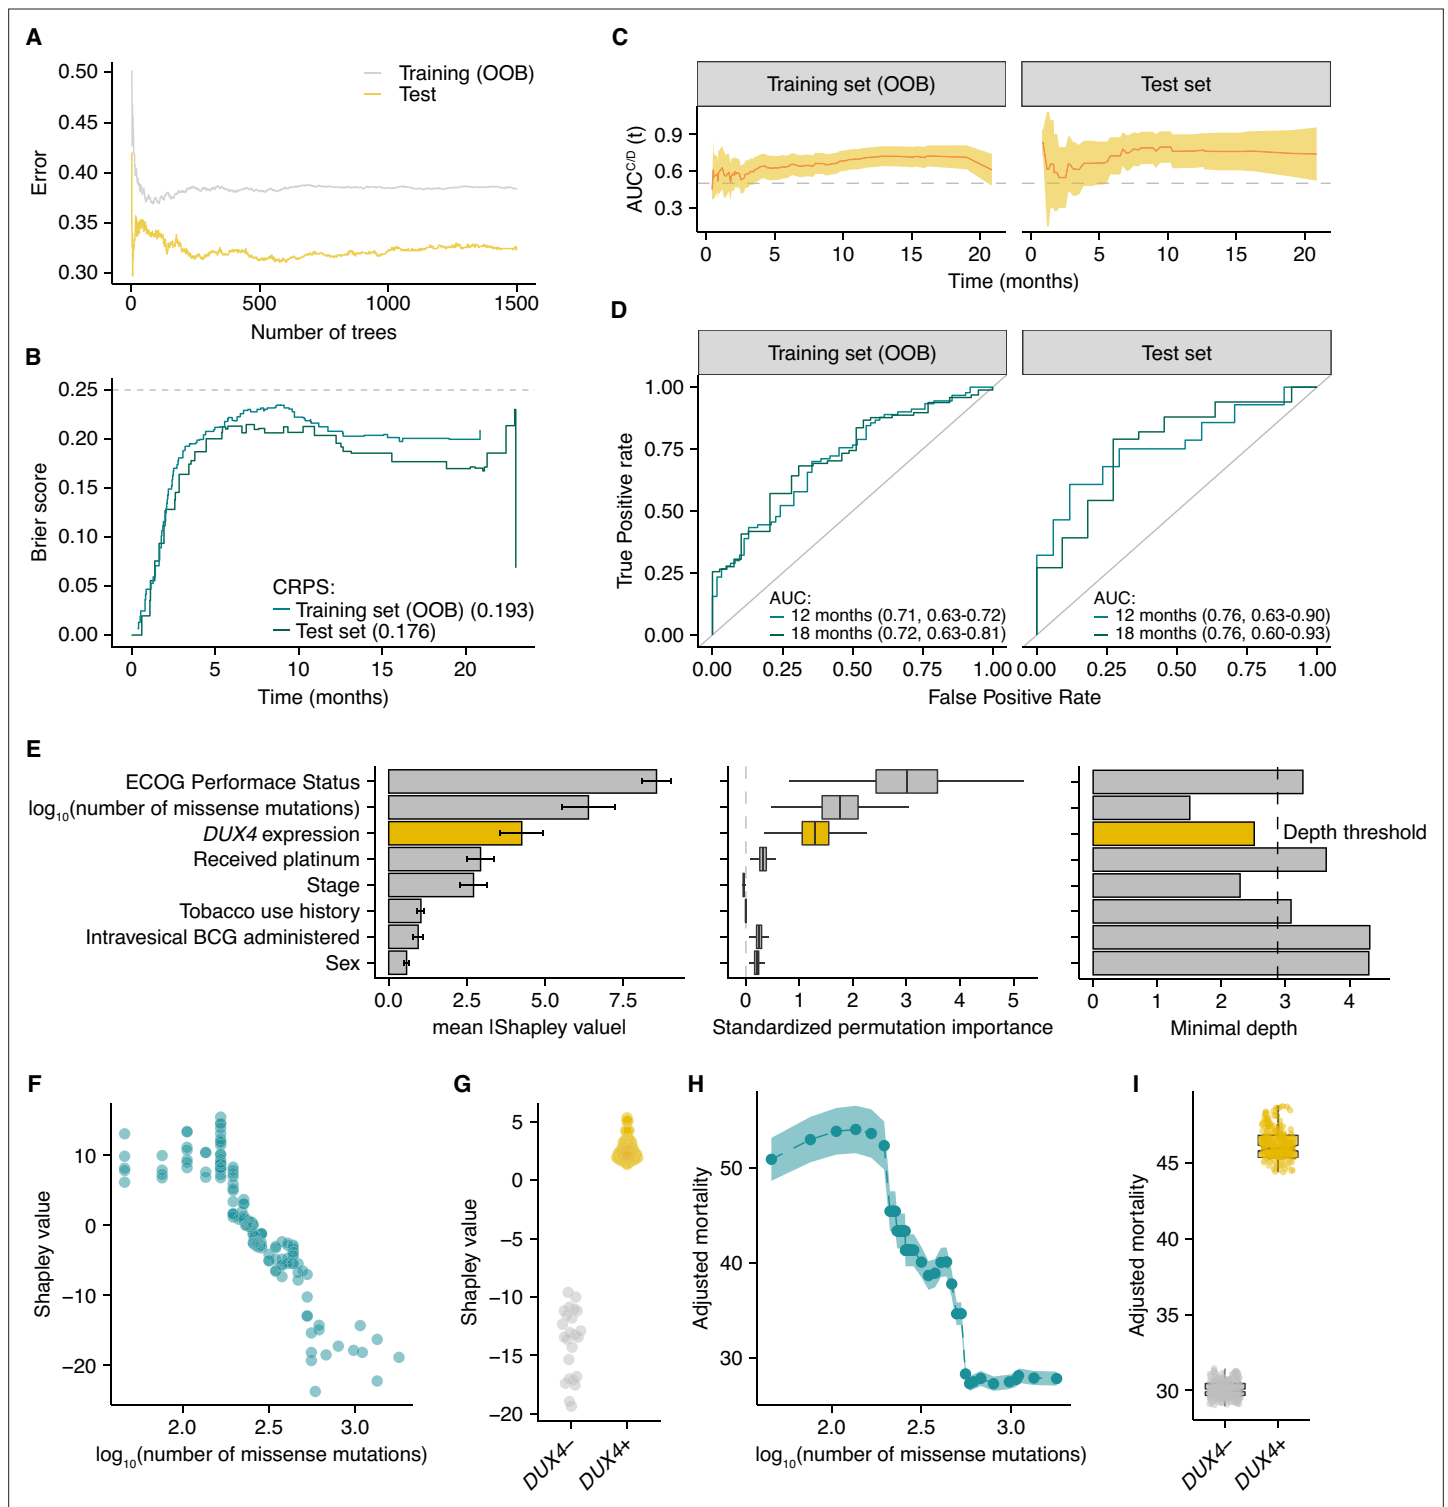 A
0.50
0.45
0.40
0.35
0.30
Error
Training (OOB)
Test
0
500
1000
1500
Number of trees
B
0.25
0.20
0.15
0.10
0.05
0.00
Brier score
CRPS:
Training set (OOB) (0.193)
Test set (0.176)
0
5
10
15
20
Time (months)
C
Training set (OOB)
Test set
AUC^C/D (t)
0.9
0.6
0.3
0
5
10
15
20
0
5
10
15
20
Time (months)
D
Training set (OOB)
Test set
True Positive rate
1.00
0.75
0.50
0.25
0.00
AUC:
12 months (0.71, 0.63-0.72)
18 months (0.72, 0.63-0.81)
AUC:
12 months (0.76, 0.63-0.90)
18 months (0.76, 0.60-0.93)
0.00
0.25
0.50
0.75
1.00
0.00
0.25
0.50
0.75
1.00
False Positive Rate
E
ECOG Performace Status
log₁₀(number of missense mutations)
DUX4 expression
Received platinum
Stage
Tobacco use history
Intravesical BCG administered
Sex
0.0
2.5
5.0
7.5
mean |Shapley value|
0
1
2
3
4
5
Standardized permutation importance
Depth threshold
0
1
2
3
4
Minimal depth
F
Shapley value
10
0
−10
−20
2.0
2.5
3.0
log₁₀(number of missense mutations)
G
Shapley value
5
0
−5
−10
−15
−20
DUX4−
DUX4+
H
Adjusted mortality
50
40
30
2.0
2.5
3.0
log₁₀(number of missense mutations)
I
Adjusted mortality
45
40
35
30
DUX4−
DUX4+